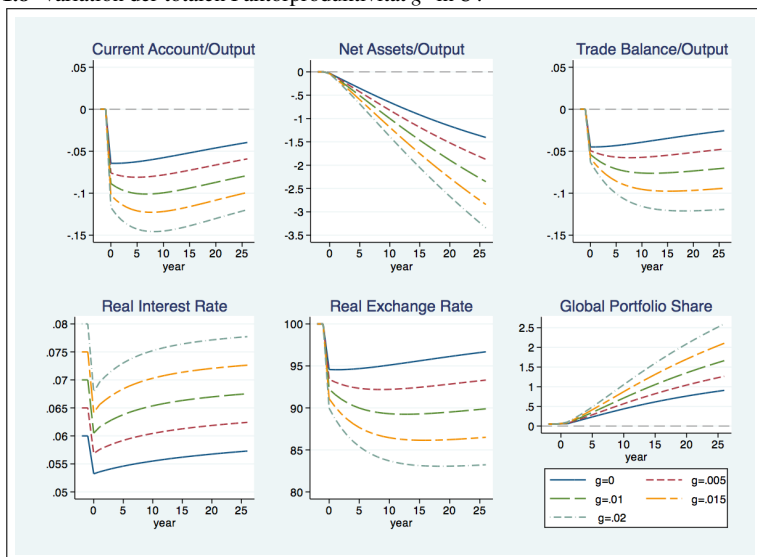 Variation der totalen Faktorproduktivität g
Current Account/Output
Net Assets/Output
Trade Balance/Output
.05
0
-.05
-.1
-.15
0 5 10 15 20 25
year
0
-.5
-1
-1.5
-2
-2.5
-3
-3.5
0 5 10 15 20 25
year
.05
0
-.05
-.1
-.15
0 5 10 15 20 25
year
Real Interest Rate
Real Exchange Rate
Global Portfolio Share
.08
.075
.07
.065
.06
.055
.05
0 5 10 15 20 25
year
100
95
90
85
80
0 5 10 15 20 25
year
2.5
2
1.5
1
.5
0
0 5 10 15 20 25
year
g=0
g=.005
g=.01
g=.015
g=.02